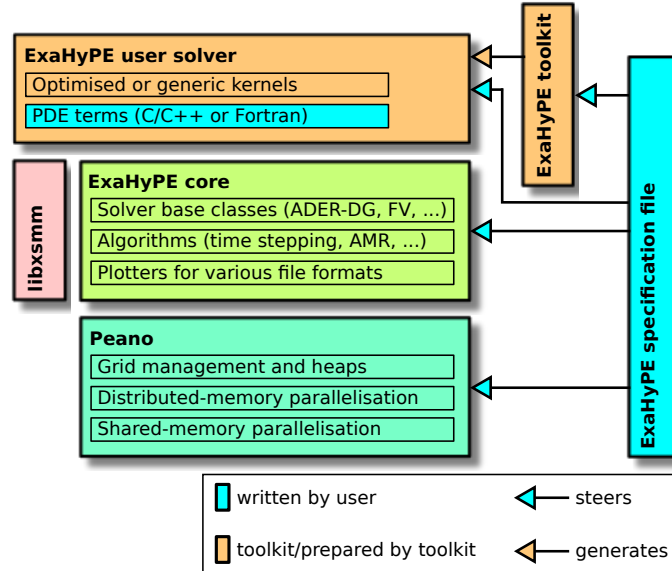 ExaHyPE user solver
Optimised or generic kernels
PDE terms (C/C++ or Fortran)
ExaHyPE toolkit
ExaHyPE specification file
libxsmm
ExaHyPE core
Solver base classes (ADER-DG, FV, ...)
Algorithms (time stepping, AMR, ...)
Plotters for various file formats
Peano
Grid management and heaps
Distributed-memory parallelisation
Shared-memory parallelisation
written by user
steers
toolkit/prepared by toolkit
generates